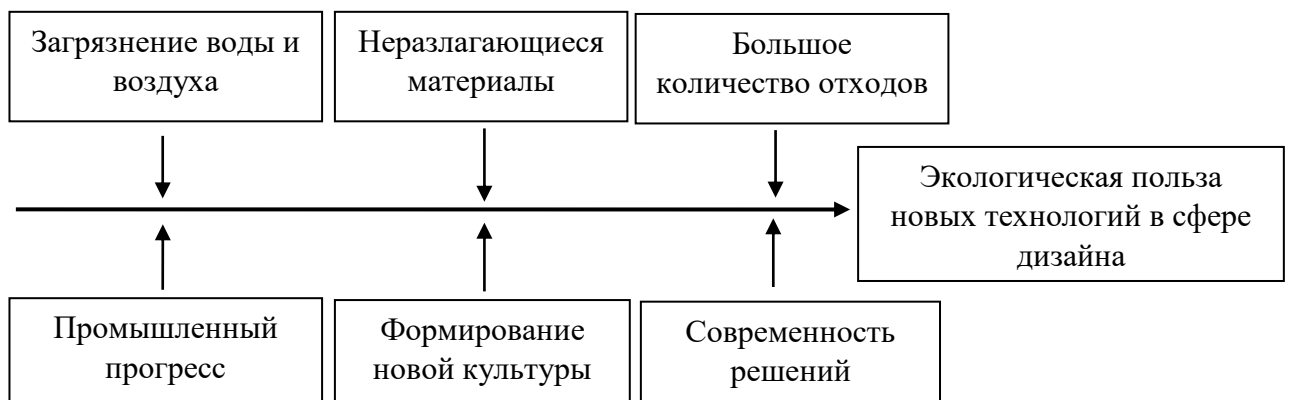 Загрязнение воды и
воздуха
Неразлагающиеся
материалы
Большое
количество отходов
Экологическая польза
новых технологий в сфере
дизайна
Промышленный
прогресс
Формирование
новой культуры
Современность
решений